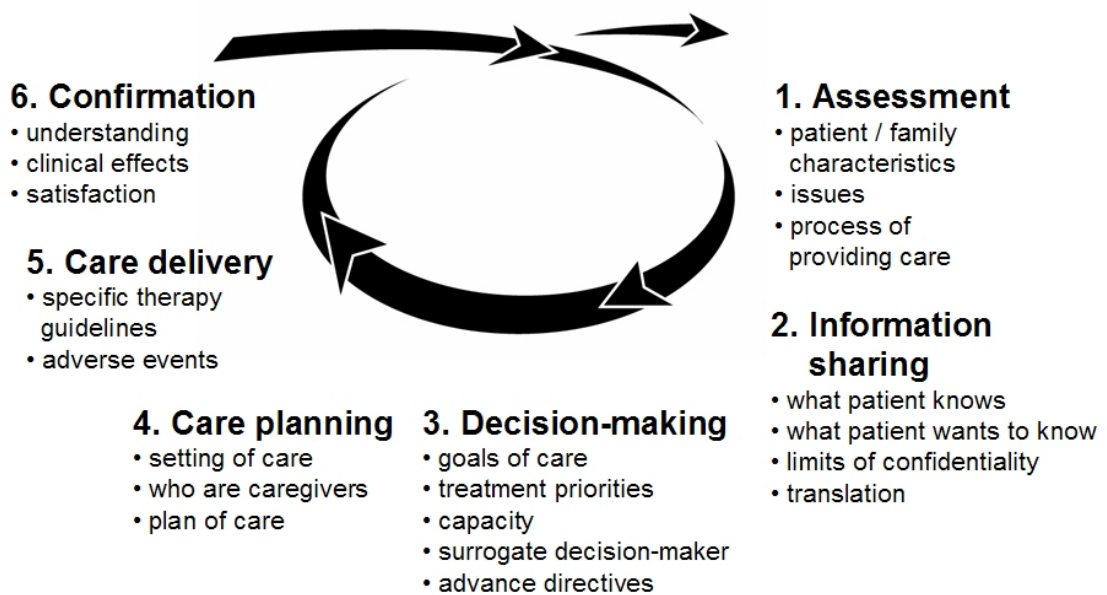 1. Assessment
• patient / family
characteristics
• issues
• process of
providing care
2. Information
sharing
• what patient knows
• what patient wants to know
• limits of confidentiality
• translation
3. Decision-making
• goals of care
• treatment priorities
• capacity
• surrogate decision-maker
• advance directives
4. Care planning
• setting of care
• who are caregivers
• plan of care
5. Care delivery
• specific therapy
guidelines
• adverse events
6. Confirmation
• understanding
• clinical effects
• satisfaction